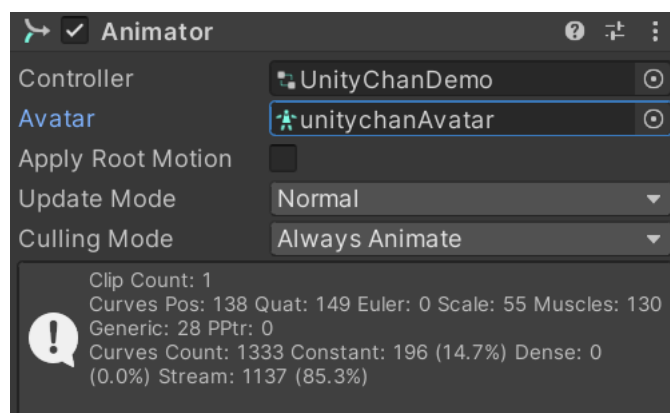 Animator
Controller UnityChanDemo
Avatar unitychanAvatar
Apply Root Motion
Update Mode Normal
Culling Mode Always Animate
Clip Count: 1
Curves Pos: 138 Quat: 149 Euler: 0 Scale: 55 Muscles: 130
Generic: 28 PPtr: 0
Curves Count: 1333 Constant: 196 (14.7%) Dense: 0
(0.0%) Stream: 1137 (85.3%)